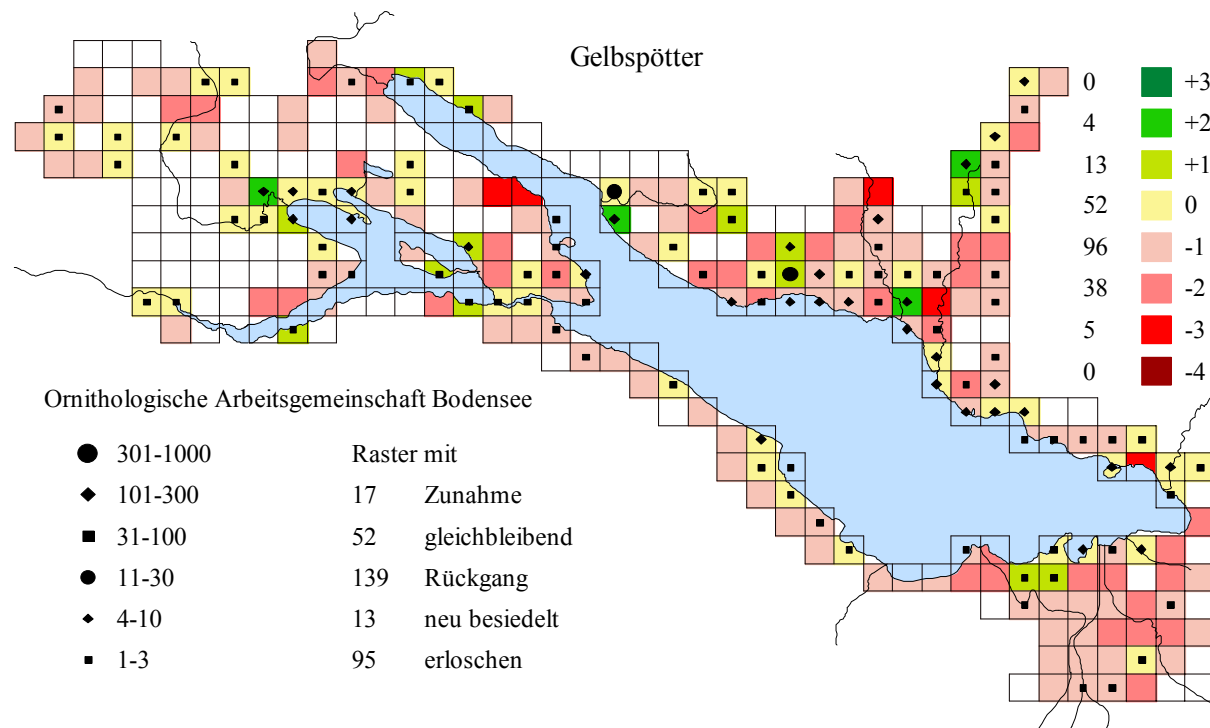 Gelbspötter
0 +3
4 +2
13 +1
52 0
96 -1
38 -2
5 -3
0 -4
Ornithologische Arbeitsgemeinschaft Bodensee
301-1000 Raster mit
101-300 17 Zunahme
31-100 52 gleichbleibend
11-30 139 Rückgang
4-10 13 neu besiedelt
1-3 95 erloschen